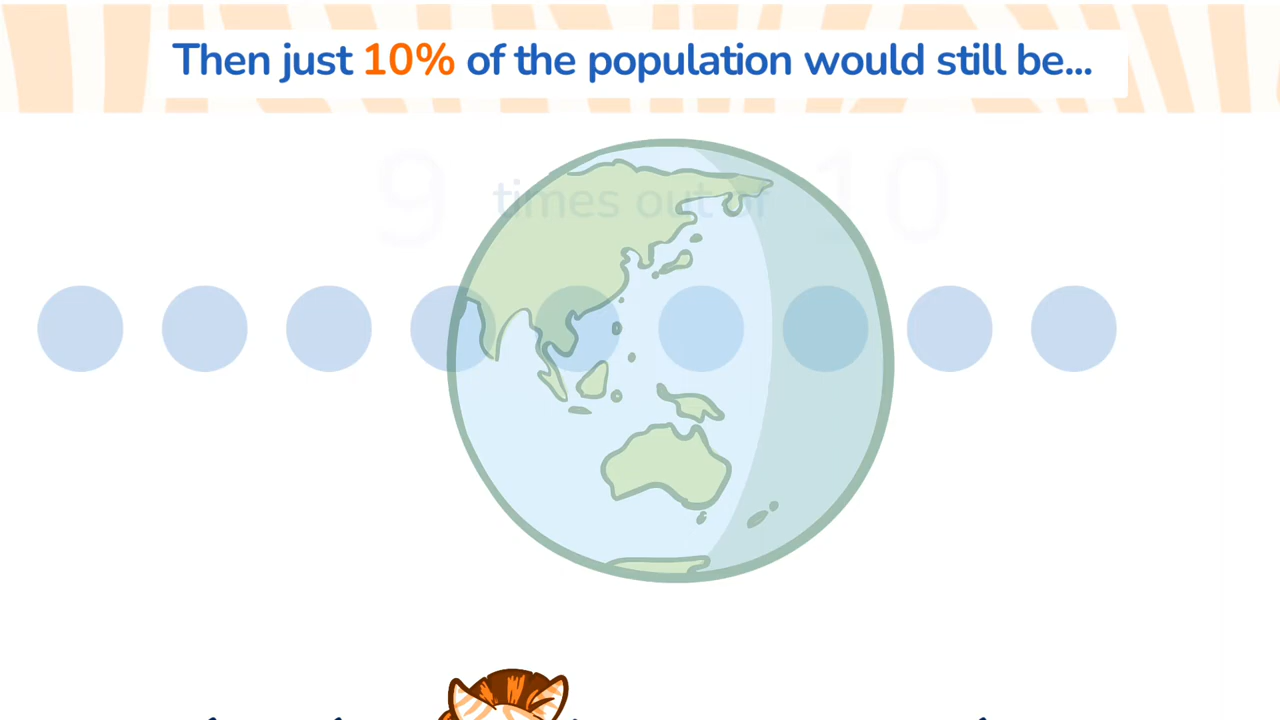 Then just 10% of the population would still be...
9 times out of 10